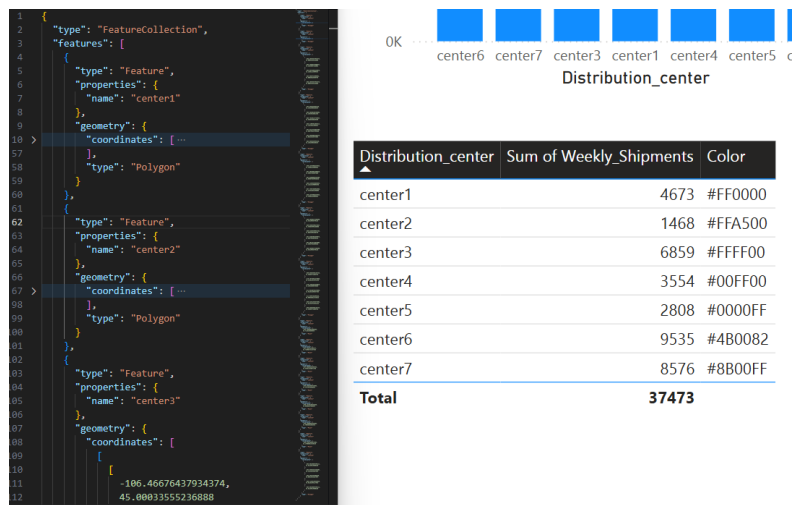 1 {
2 "type": "FeatureCollection",
3 "features": [
4 {
5 "type": "Feature",
6 "properties": {
7 "name": "center1"
8 },
9 "geometry": {
10 > "coordinates": [ ···
57 ],
58 "type": "Polygon"
59 }
60 },
61 {
62 "type": "Feature",
63 "properties": {
64 "name": "center2"
65 },
66 "geometry": {
67 > "coordinates": [ ···
98 ],
99 "type": "Polygon"
100 }
101 },
102 {
103 "type": "Feature",
104 "properties": {
105 "name": "center3"
106 },
107 "geometry": {
108 "coordinates": [
109 [
110 [
111 -106.46676437934374,
112 45.00033555236888
0K
center6 center7 center3 center1 center4 center5
Distribution_center
Distribution_center Sum of Weekly_Shipments Color
center1 4673 #FF0000
center2 1468 #FFA500
center3 6859 #FFFF00
center4 3554 #00FF00
center5 2808 #0000FF
center6 9535 #4B0082
center7 8576 #8B00FF
Total 37473